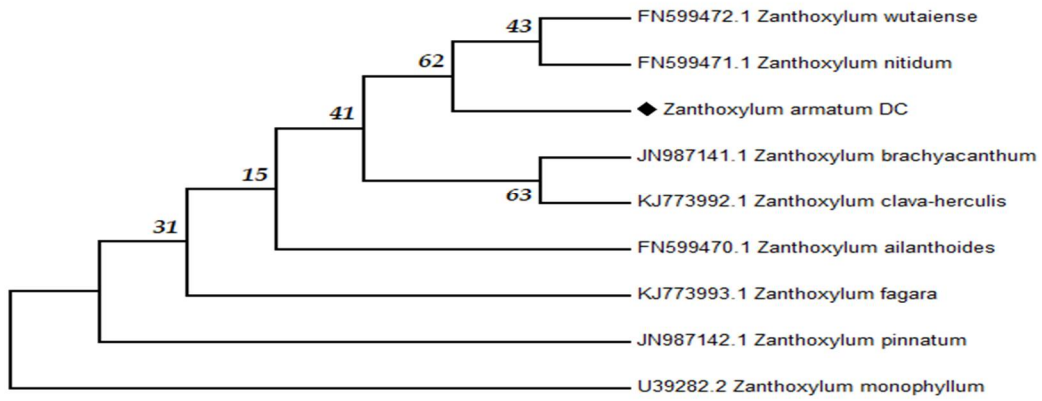 43
FN599472.1 Zanthoxylum wutaiense
62
FN599471.1 Zanthoxylum nitidum
41
Zanthoxylum armatum DC
15
JN987141.1 Zanthoxylum brachyacanthum
63
KJ773992.1 Zanthoxylum clava-herculis
31
FN599470.1 Zanthoxylum ailanthoides
KJ773993.1 Zanthoxylum fagara
JN987142.1 Zanthoxylum pinnatum
U39282.2 Zanthoxylum monophyllum